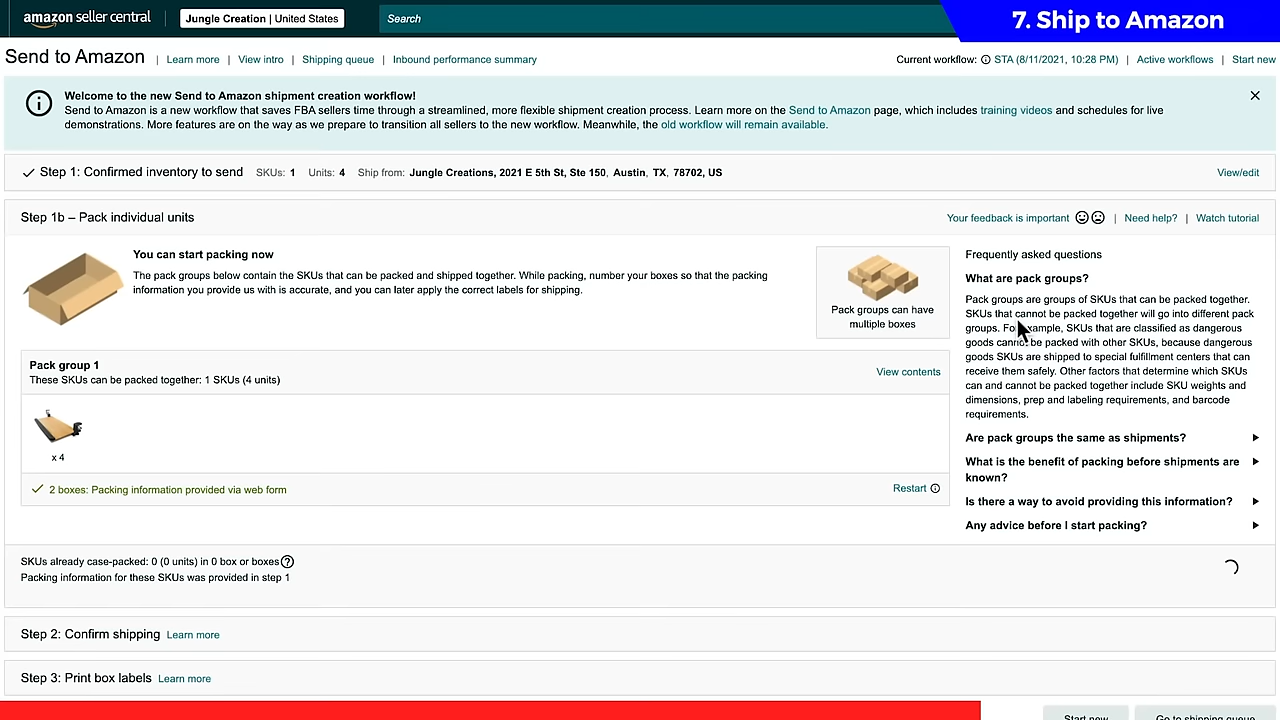 amazon seller central
Jungle Creation | United States
Search
7. Ship to Amazon
Send to Amazon | Learn more | View intro | Shipping queue | Inbound performance summary
Current workflow: STA (8/11/2021, 10:28 PM) | Active workflows | Start new
Welcome to the new Send to Amazon shipment creation workflow!
Send to Amazon is a new workflow that saves FBA sellers time through a streamlined, more flexible shipment creation process. Learn more on the Send to Amazon page, which includes training videos and schedules for live
demonstrations. More features are on the way as we prepare to transition all sellers to the new workflow. Meanwhile, the old workflow will remain available.
Step 1: Confirmed inventory to send SKUs: 1 Units: 4 Ship from: Jungle Creations, 2021 E 5th St, Ste 150, Austin, TX, 78702, US
View/edit
Step 1b – Pack individual units
Your feedback is important | Need help? | Watch tutorial
You can start packing now
The pack groups below contain the SKUs that can be packed and shipped together. While packing, number your boxes so that the packing
information you provide us with is accurate, and you can later apply the correct labels for shipping.
Pack groups can have
multiple boxes
Pack group 1
These SKUs can be packed together: 1 SKUs (4 units)
View contents
x 4
2 boxes: Packing information provided via web form
Restart
Frequently asked questions
What are pack groups?
Pack groups are groups of SKUs that can be packed together.
SKUs that cannot be packed together will go into different pack
groups. For example, SKUs that are classified as dangerous
goods cannot be packed with other SKUs, because dangerous
goods SKUs are shipped to special fulfillment centers that can
receive them safely. Other factors that determine which SKUs
can and cannot be packed together include SKU weights and
dimensions, prep and labeling requirements, and barcode
requirements.
Are pack groups the same as shipments?
What is the benefit of packing before shipments are
known?
Is there a way to avoid providing this information?
Any advice before I start packing?
SKUs already case-packed: 0 (0 units) in 0 box or boxes
Packing information for these SKUs was provided in step 1
Step 2: Confirm shipping Learn more
Step 3: Print box labels Learn more
Start new
Go to shipping queue